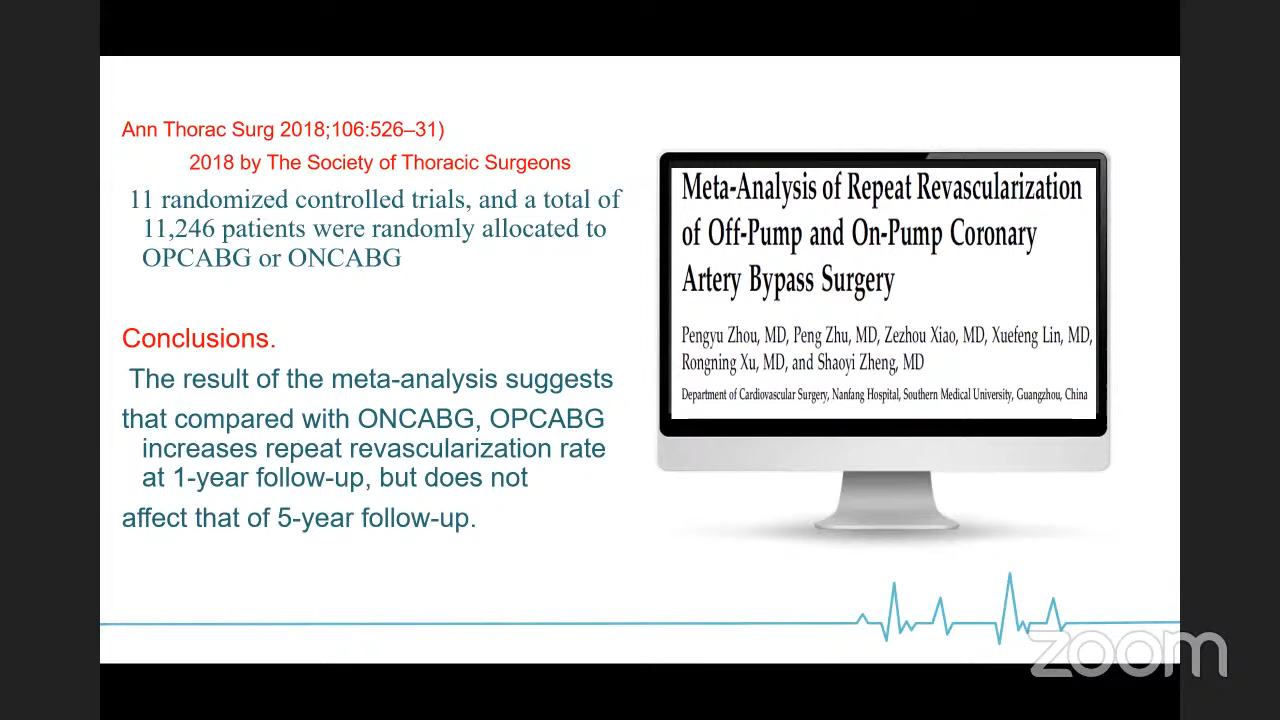 Ann Thorac Surg 2018;106:526–31)
2018 by The Society of Thoracic Surgeons
11 randomized controlled trials, and a total of
11,246 patients were randomly allocated to
OPCABG or ONCABG
Conclusions.
The result of the meta-analysis suggests
that compared with ONCABG, OPCABG
increases repeat revascularization rate
at 1-year follow-up, but does not
affect that of 5-year follow-up.
Meta-Analysis of Repeat Revascularization
of Off-Pump and On-Pump Coronary
Artery Bypass Surgery
Pengyu Zhou, MD, Peng Zhu, MD, Zezhou Xiao, MD, Xuefeng Lin, MD,
Rongning Xu, MD, and Shaoyi Zheng, MD
Department of Cardiovascular Surgery, Nanfang Hospital, Southern Medical University, Guangzhou, China
zoom